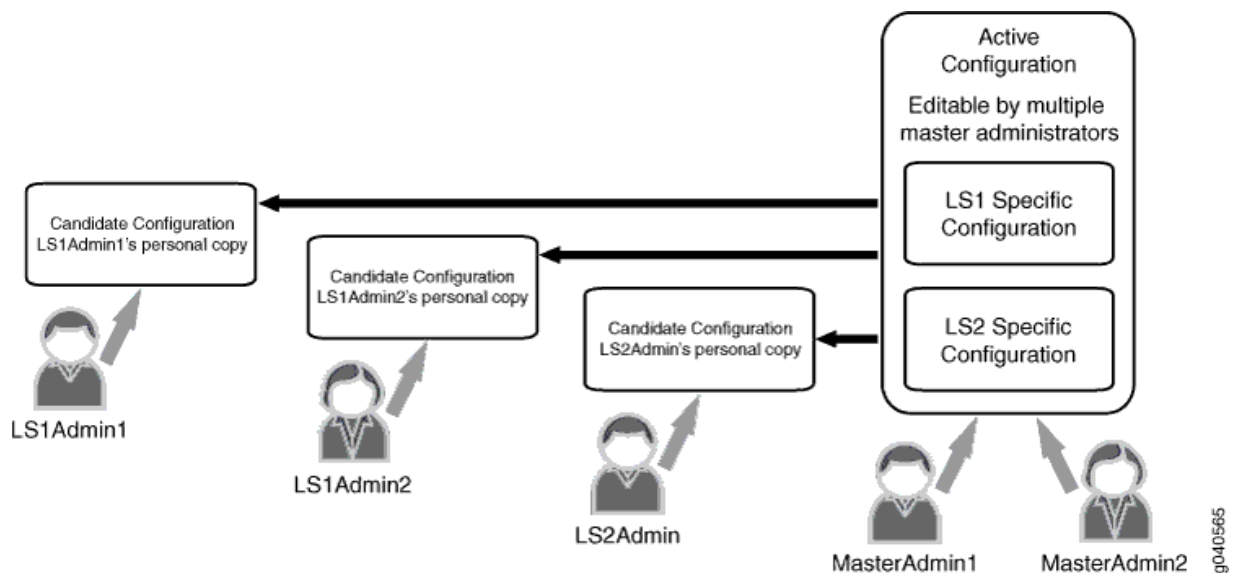 Active
Configuration
Editable by multiple
master administrators
LS1 Specific
Configuration
LS2 Specific
Configuration
Candidate Configuration
LS1Admin1's personal copy
Candidate Configuration
LS1Admin2's personal copy
Candidate Configuration
LS2Admin's personal copy
LS1Admin1
LS1Admin2
LS2Admin
MasterAdmin1
MasterAdmin2
g040565